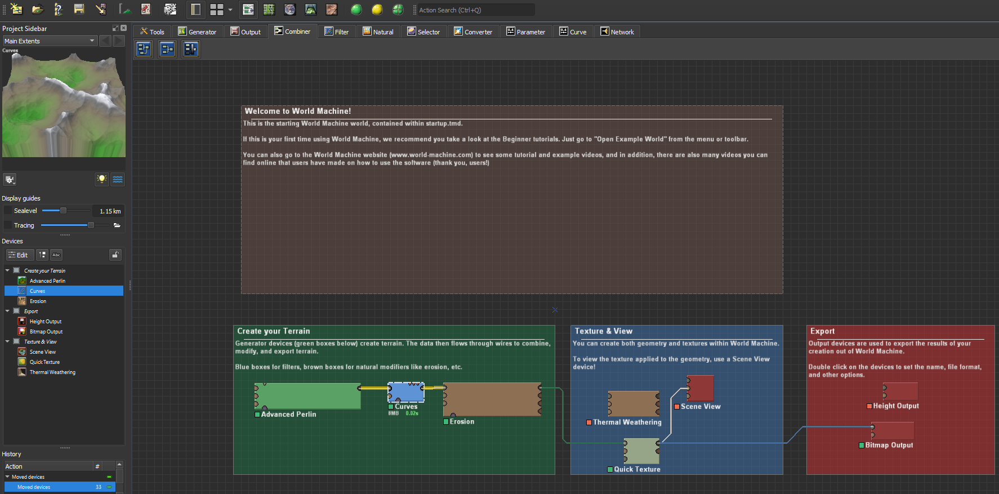 Action Search (Ctrl+Q)
Project Sidebar
Main Extents
Curves
Tools
Generator
Output
Combiner
Filter
Natural
Selector
Converter
0.4
Parameter
0.4
Curve
Network
Display guides
Sealevel
1.15 km
Tracing
Devices
Edit
Abc
Create your Terrain
Advanced Perlin
Curves
Erosion
Export
Height Output
Bitmap Output
Texture & View
Scene View
Quick Texture
Thermal Weathering
History
Action
#
Moved devices
Moved devices
33
Welcome to World Machine!
This is the starting World Machine world, contained within startup.tmd.
If this is your first time using World Machine, we recommend you take a look at the Beginner tutorials. Just go to "Open Example World" from the menu or toolbar.
You can also go to the World Machine website (www.world-machine.com) to see some tutorial and example videos, and in addition, there are also many videos you can
find online that users have made on how to use the software (thank you, users!)
Create your Terrain
Generator devices (green boxes below) create terrain. The data then flows through wires to combine,
modify, and export terrain.
Blue boxes for filters, brown boxes for natural modifiers like erosion, etc.
Advanced Perlin
Curves
8MB 0.02s
Erosion
Texture & View
You can create both geometry and textures within World Machine.
To view the texture applied to the geometry, use a Scene View
device!
Scene View
Thermal Weathering
Quick Texture
Export
Output devices are used to export the results of your
creation out of World Machine.
Double click on the devices to set the name, file format,
and other options.
Height Output
Bitmap Output